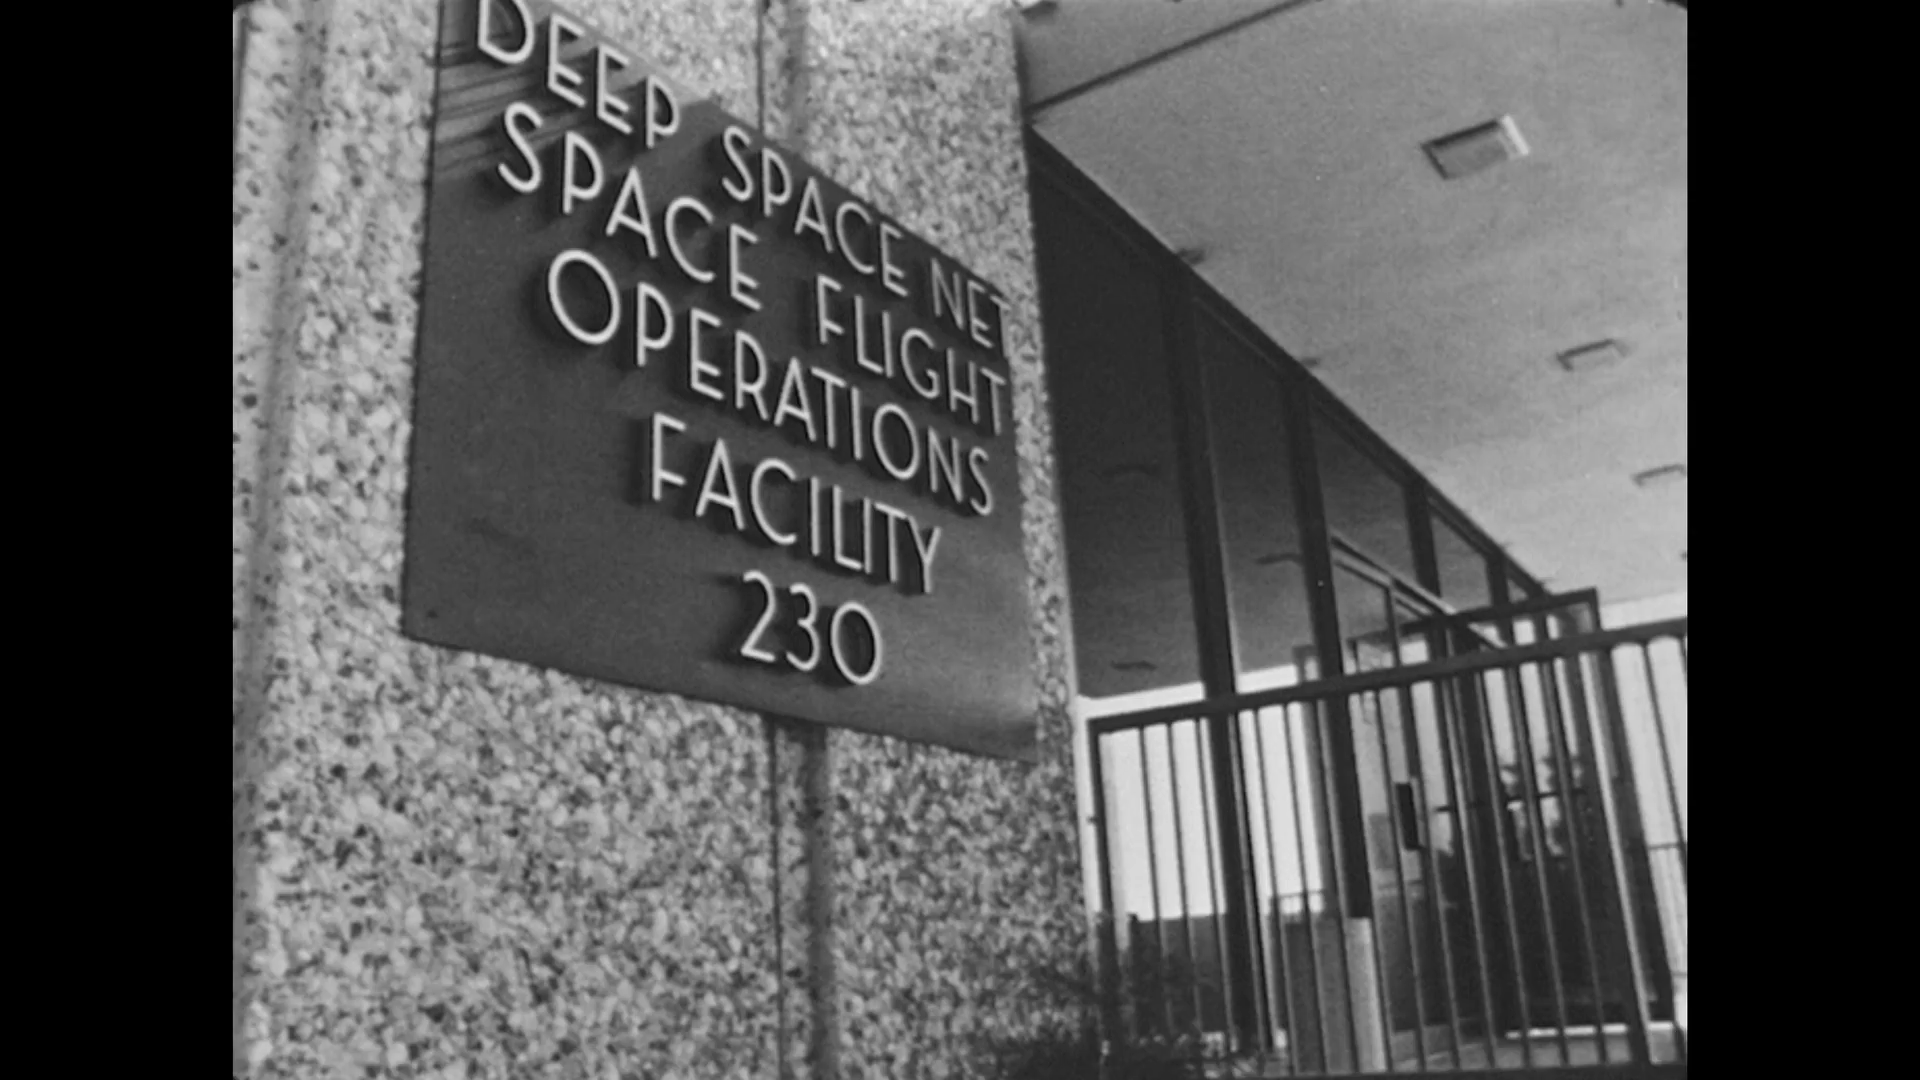 DEEP SPACE NET
SPACE FLIGHT
OPERATIONS
FACILITY
230